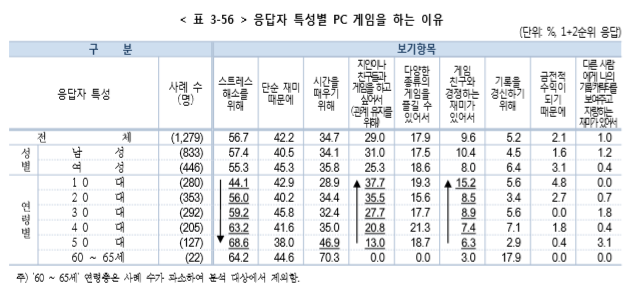 < 표 3-56 > 응답자 특성별 PC 게임을 하는 이유
(단위: %, 1+2순위 응답)
구 분 보기항목
응답자 특성 사례 수 (명) 스트레스 해소를 위해 단순 재미 때문에 시간을 때우기 위해 지인이나 친구들과 게임을 하고 싶어서 (관계 유지를 위해) 다양한 종류의 게임을 즐길 수 있어서 게임 친구와 경쟁하는 재미가 있어서 기록을 경신하기 위해 금전적 수익이 되기 때문에 다른 사람에게 나의 기록/캐릭터를 보여주고 자랑하는 재미가 있어서
전 체 (1,279) 56.7 42.2 34.7 29.0 17.9 9.6 5.2 2.1 1.0
성별 남 성 (833) 57.4 40.5 34.1 31.0 17.5 10.4 4.5 1.6 1.2
여 성 (446) 55.3 45.3 35.8 25.3 18.6 8.0 6.4 3.1 0.4
연령별 10 대 (280) 44.1 42.9 28.9 37.7 19.3 15.2 5.6 4.8 0.0
20 대 (353) 56.0 40.2 34.4 35.5 15.6 8.5 3.4 2.7 0.7
30 대 (292) 59.2 45.8 32.4 27.7 17.7 8.9 5.6 0.0 1.8
40 대 (205) 63.2 41.6 35.0 20.8 21.3 7.4 7.1 1.8 0.4
50 대 (127) 68.6 38.0 46.9 13.0 18.7 6.3 2.9 0.4 3.1
60 ~ 65세 (22) 64.2 44.6 70.3 0.0 0.0 3.0 17.9 0.0 0.0
주) '60 ~ 65세' 연령층은 사례 수가 과소하여 분석 대상에서 제외함.